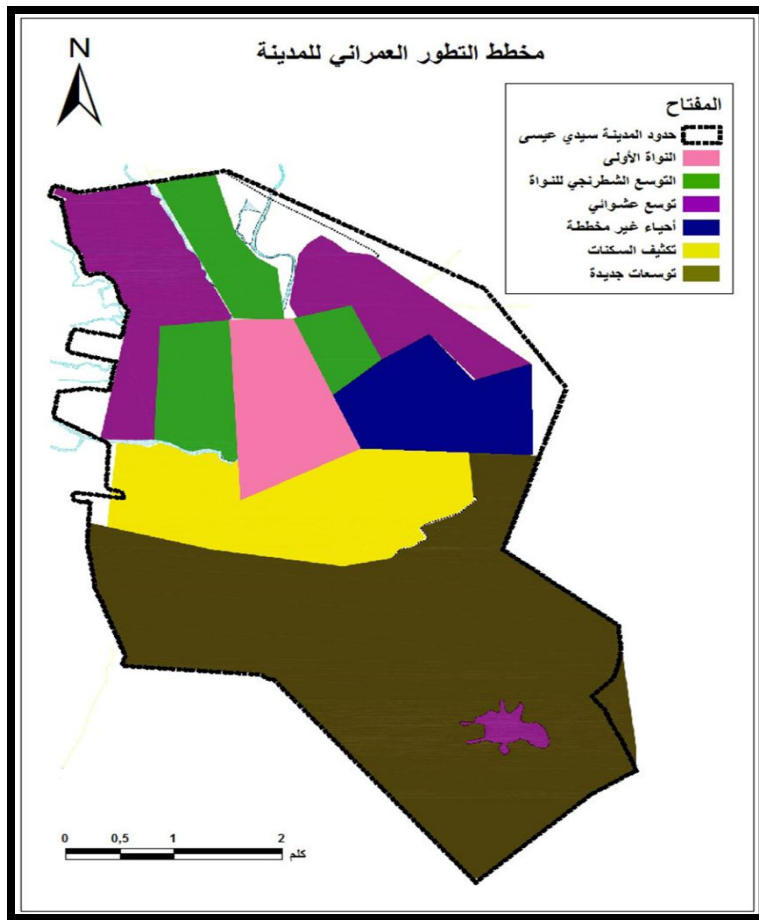 مخطط التطور العمراني للمدينة
N
المفتاح
حدود المدينة سيدي عيسى
النواة الأولى
التوسع الشطرنجي للنواة
توسع عشوائي
أحياء غير مخططة
تكثيف السكنات
توسعات جديدة
0 0,5 1 2
كلم